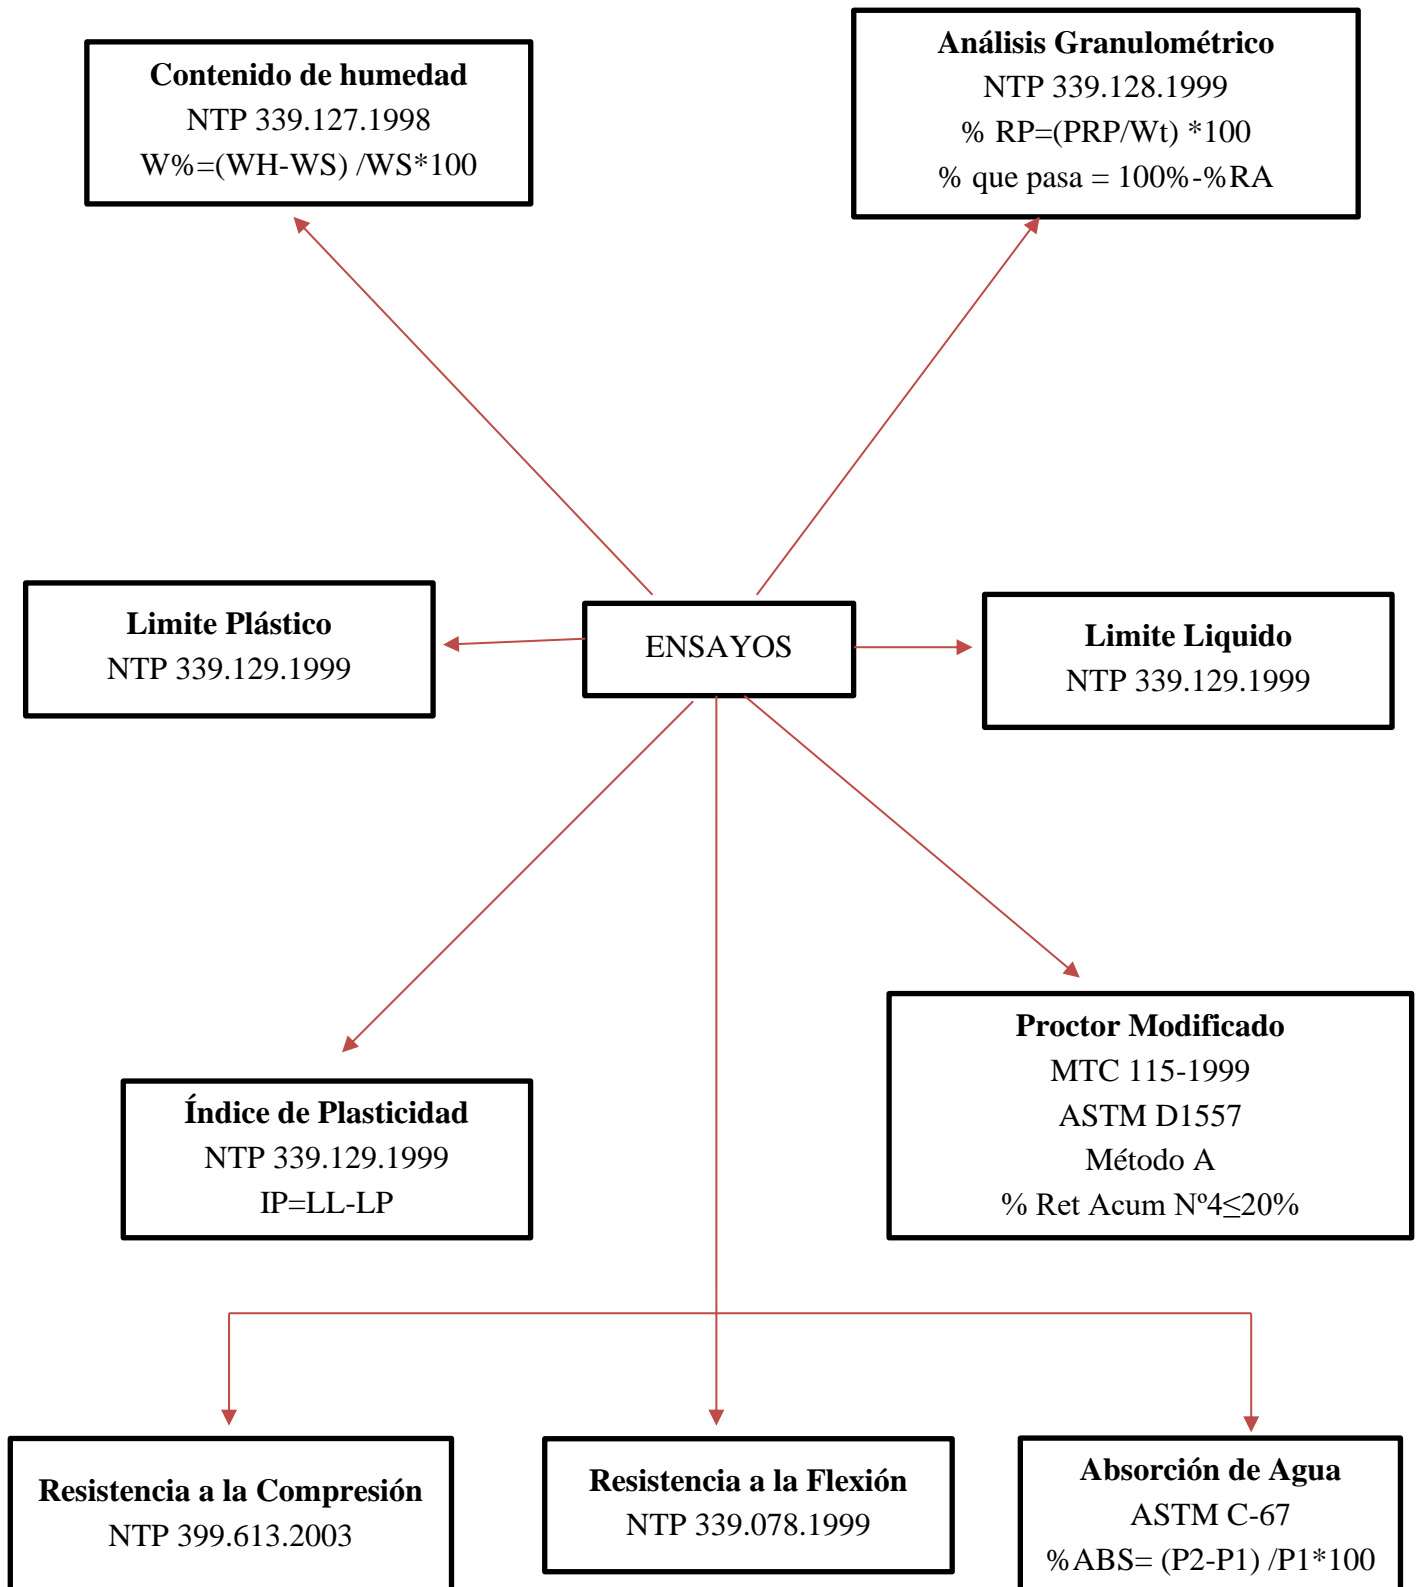 Contenido de humedad
NTP 339.127.1998
W%=(WH-WS) /WS*100
Análisis Granulométrico
NTP 339.128.1999
% RP=(PRP/Wt) *100
% que pasa = 100%-%RA
Limite Plástico
NTP 339.129.1999
ENSAYOS
Limite Liquido
NTP 339.129.1999
Índice de Plasticidad
NTP 339.129.1999
IP=LL-LP
Proctor Modificado
MTC 115-1999
ASTM D1557
Método A
% Ret Acum Nº4≤20%
Resistencia a la Compresión
NTP 399.613.2003
Resistencia a la Flexión
NTP 339.078.1999
Absorción de Agua
ASTM C-67
%ABS= (P2-P1) /P1*100